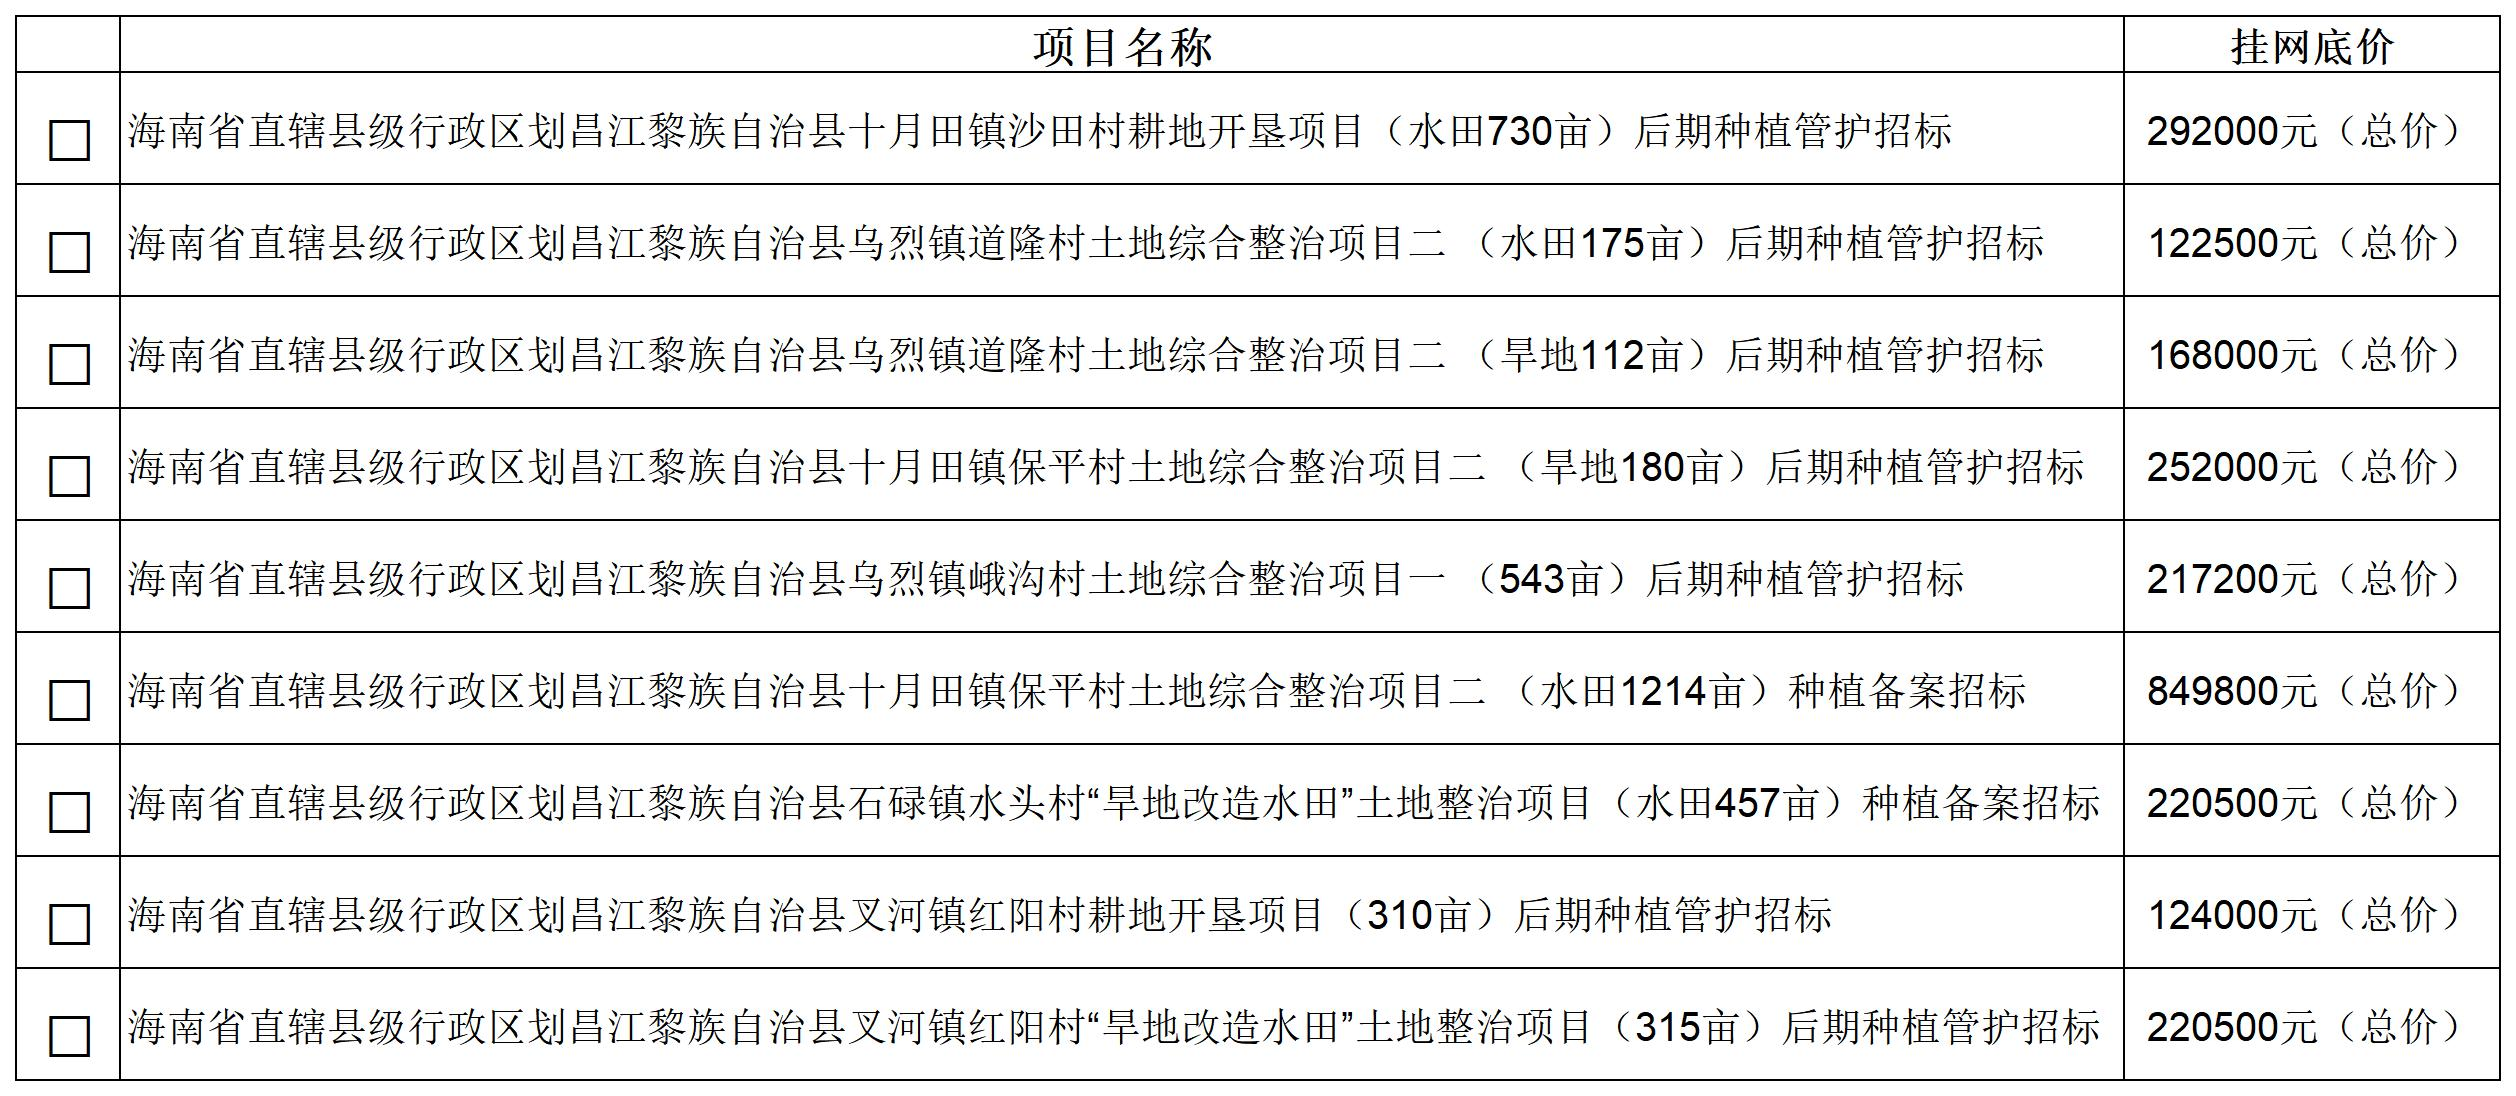 项目名称 挂网底价
□ 海南省直辖县级行政区划昌江黎族自治县十月田镇沙田村耕地开垦项目（水田730亩）后期种植管护招标 292000元（总价）
□ 海南省直辖县级行政区划昌江黎族自治县乌烈镇道隆村土地综合整治项目二 （水田175亩）后期种植管护招标 122500元（总价）
□ 海南省直辖县级行政区划昌江黎族自治县乌烈镇道隆村土地综合整治项目二 （旱地112亩）后期种植管护招标 168000元（总价）
□ 海南省直辖县级行政区划昌江黎族自治县十月田镇保平村土地综合整治项目二 （旱地180亩）后期种植管护招标 252000元（总价）
□ 海南省直辖县级行政区划昌江黎族自治县乌烈镇峨沟村土地综合整治项目一 （543亩）后期种植管护招标 217200元（总价）
□ 海南省直辖县级行政区划昌江黎族自治县十月田镇保平村土地综合整治项目二 （水田1214亩）种植备案招标 849800元（总价）
□ 海南省直辖县级行政区划昌江黎族自治县石碌镇水头村“旱地改造水田”土地整治项目（水田457亩）种植备案招标 220500元（总价）
□ 海南省直辖县级行政区划昌江黎族自治县叉河镇红阳村耕地开垦项目（310亩）后期种植管护招标 124000元（总价）
□ 海南省直辖县级行政区划昌江黎族自治县叉河镇红阳村“旱地改造水田”土地整治项目（315亩）后期种植管护招标 220500元（总价）